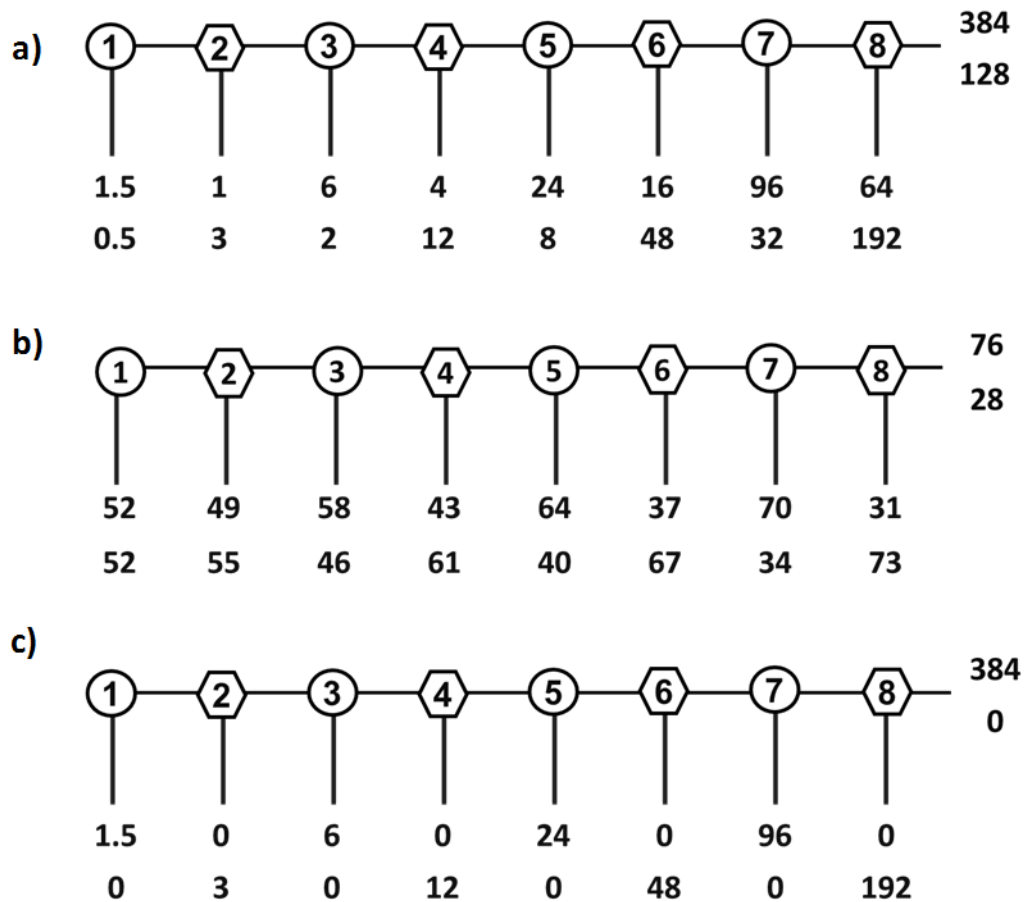 a) 1 2 3 4 5 6 7 8 384
128
1.5 1 6 4 24 16 96 64
0.5 3 2 12 8 48 32 192
b) 76
1 2 3 4 5 6 7 8
28
52 49 58 43 64 37 70 31
52 55 46 61 40 67 34 73
c)
1 2 3 4 5 6 7 8 384
0
1.5 0 6 0 24 0 96 0
0 3 0 12 0 48 0 192